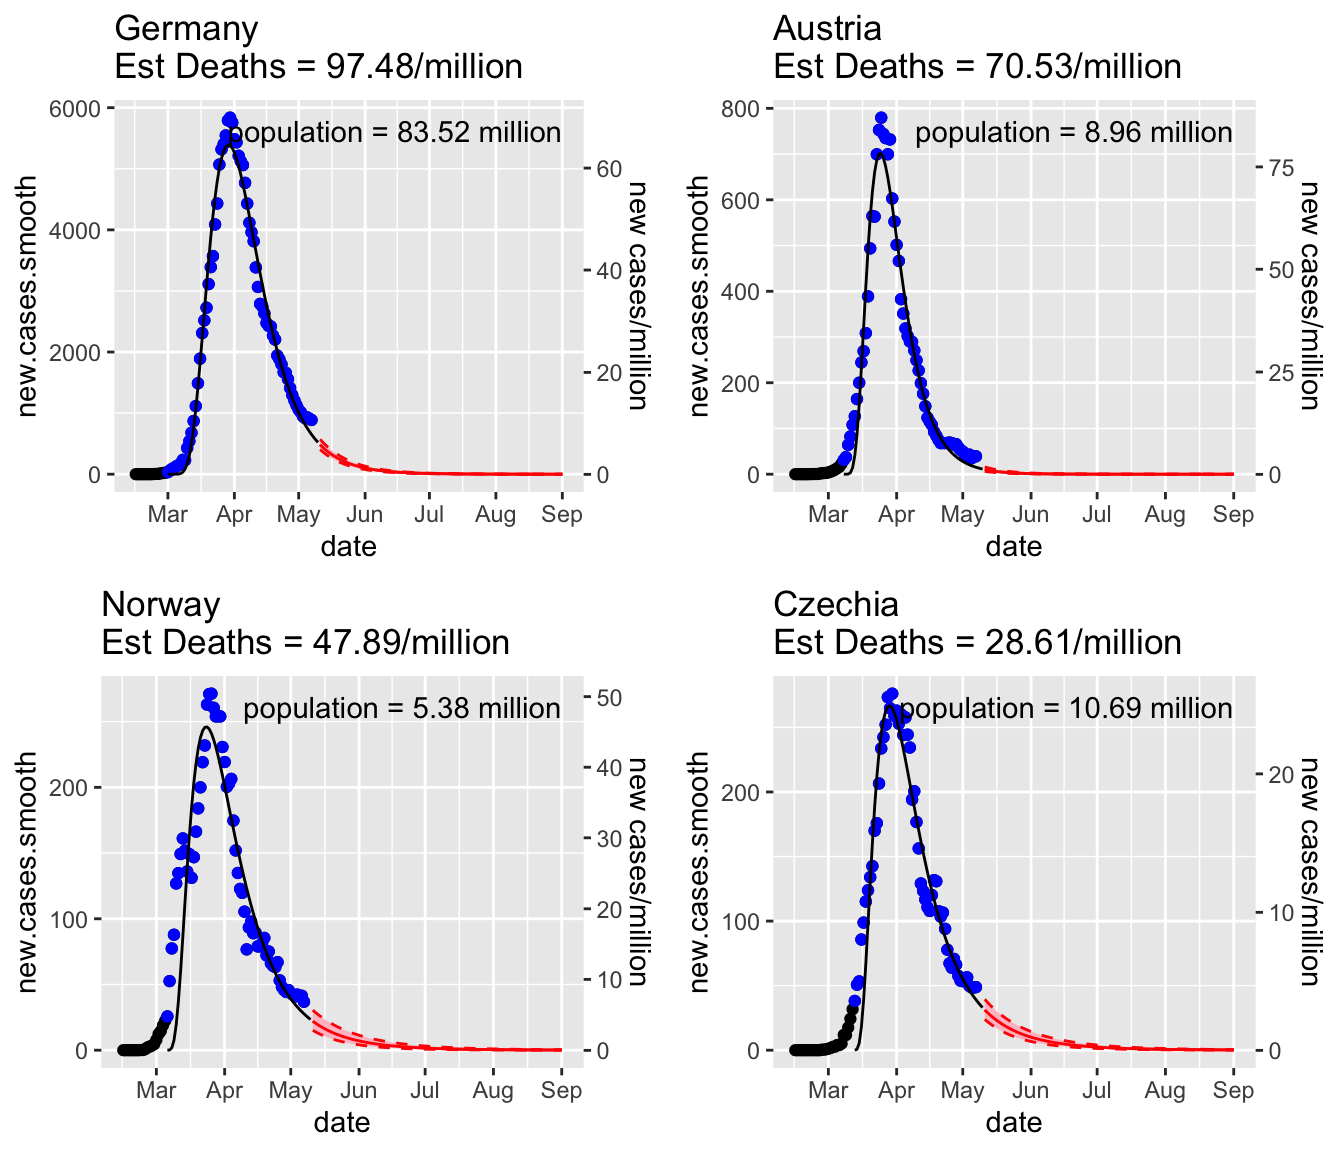 Germany
Est Deaths = 97.48/million
population = 83.52 million
6000
4000
2000
0
60
40
20
0
new.cases.smooth
new cases/million
Mar Apr May Jun Jul Aug Sep
date
Austria
Est Deaths = 70.53/million
population = 8.96 million
800
600
400
200
0
75
50
25
0
new.cases.smooth
new cases/million
Mar Apr May Jun Jul Aug Sep
date
Norway
Est Deaths = 47.89/million
population = 5.38 million
200
100
0
50
40
30
20
10
0
new.cases.smooth
new cases/million
Mar Apr May Jun Jul Aug Sep
date
Czechia
Est Deaths = 28.61/million
population = 10.69 million
200
100
0
20
10
0
new.cases.smooth
new cases/million
Mar Apr May Jun Jul Aug Sep
date